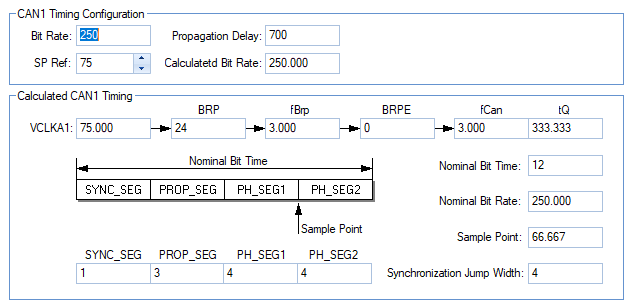 CAN1 Timing Configuration
Bit Rate: 250 Propagation Delay: 700
SP Ref: 75 Calculatetd Bit Rate: 250.000
Calculated CAN1 Timing
BRP fBrp BRPE fCan tQ
VCLKA1: 75.000 24 3.000 0 3.000 333.333
Nominal Bit Time
Nominal Bit Time: 12
SYNC_SEG PROP_SEG PH_SEG1 PH_SEG2
Nominal Bit Rate: 250.000
Sample Point
Sample Point: 66.667
SYNC_SEG PROP_SEG PH_SEG1 PH_SEG2
1 3 4 4 Synchronization Jump Width: 4